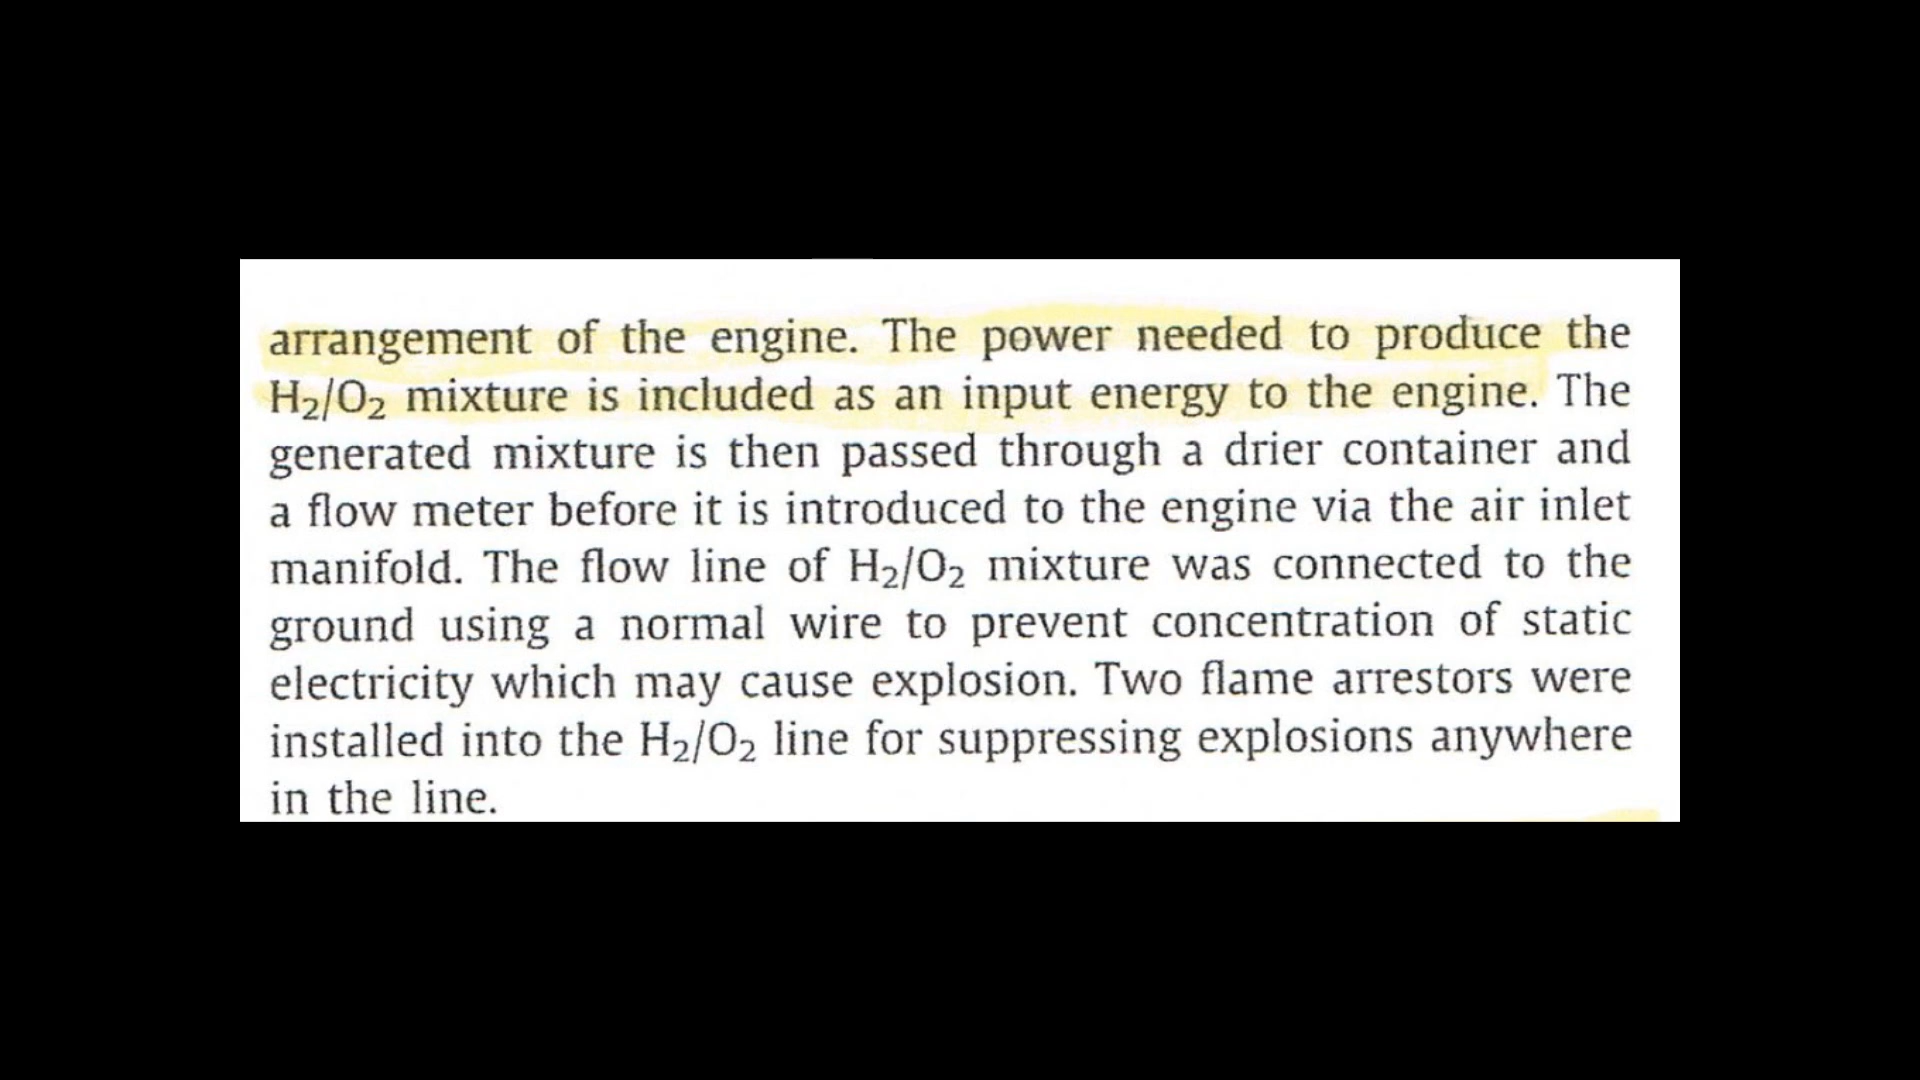 arrangement of the engine. The power needed to produce the
H₂/O₂ mixture is included as an input energy to the engine. The
generated mixture is then passed through a drier container and
a flow meter before it is introduced to the engine via the air inlet
manifold. The flow line of H₂/O₂ mixture was connected to the
ground using a normal wire to prevent concentration of static
electricity which may cause explosion. Two flame arrestors were
installed into the H₂/O₂ line for suppressing explosions anywhere
in the line.